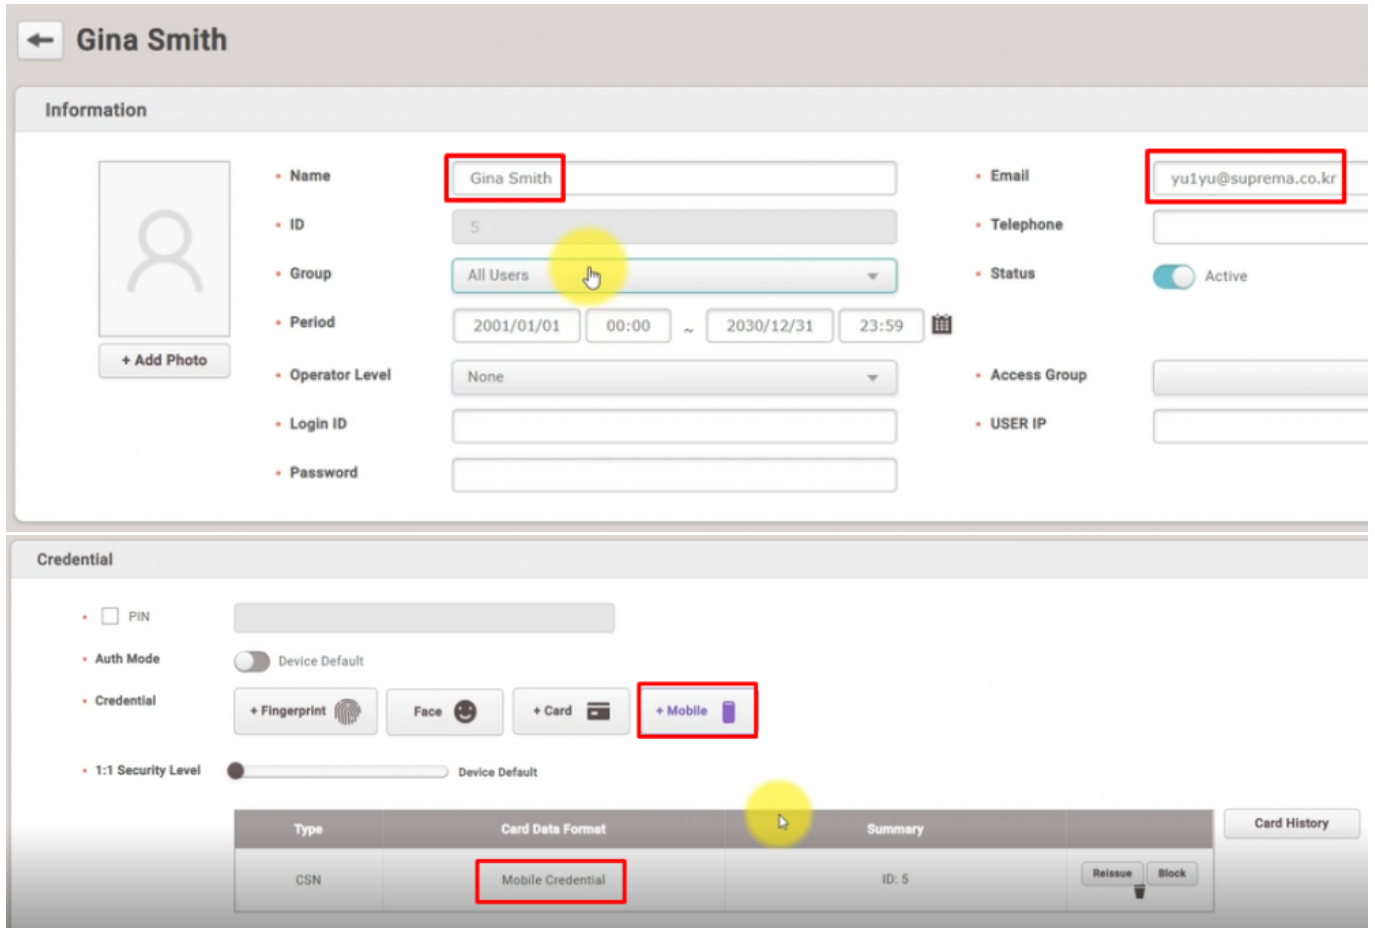 Gina Smith
Information
Name
Gina Smith
Email
yu1yu@suprema.co.kr
ID
5
Telephone
Group
All Users
Status
Active
Period
2001/01/01
00:00
~
2030/12/31
23:59
+ Add Photo
Operator Level
None
Access Group
Login ID
USER IP
Password
Credential
PIN
Auth Mode
Device Default
Credential
+ Fingerprint
Face
+ Card
+ Mobile
1:1 Security Level
Device Default
Type
Card Data Format
Summary
Card History
CSN
Mobile Credential
ID: 5
Reissue
Block